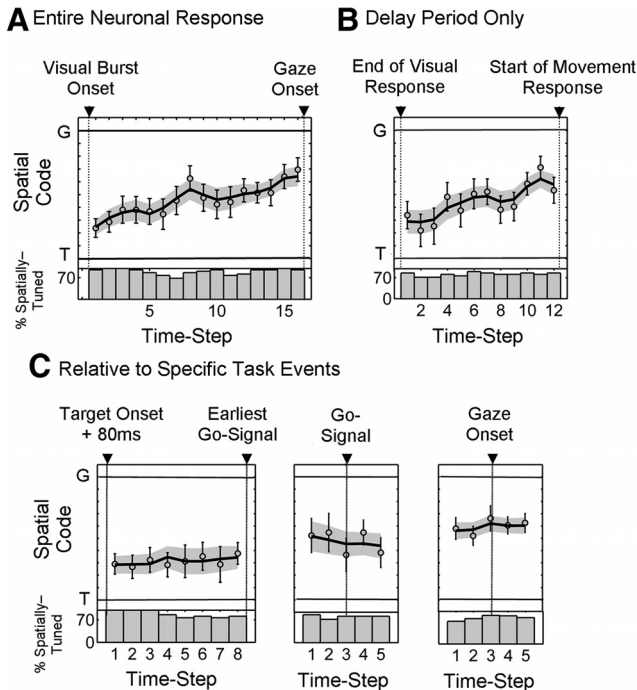 A Entire Neuronal Response
Visual Burst
Onset
Gaze
Onset
G
Spatial
Code
T
% Spatially–
Tuned
70
5 10 15
Time-Step
B Delay Period Only
End of Visual
Response
Start of Movement
Response
G
T
70
0
2 4 6 8 10 12
Time-Step
C Relative to Specific Task Events
Target Onset
+ 80ms
Earliest
Go-Signal
Go-
Signal
Gaze
Onset
G
Spatial
Code
T
% Spatially–
Tuned
70
0
1 2 3 4 5 6 7 8
Time-Step
1 2 3 4 5
Time-Step
1 2 3 4 5
Time-Step